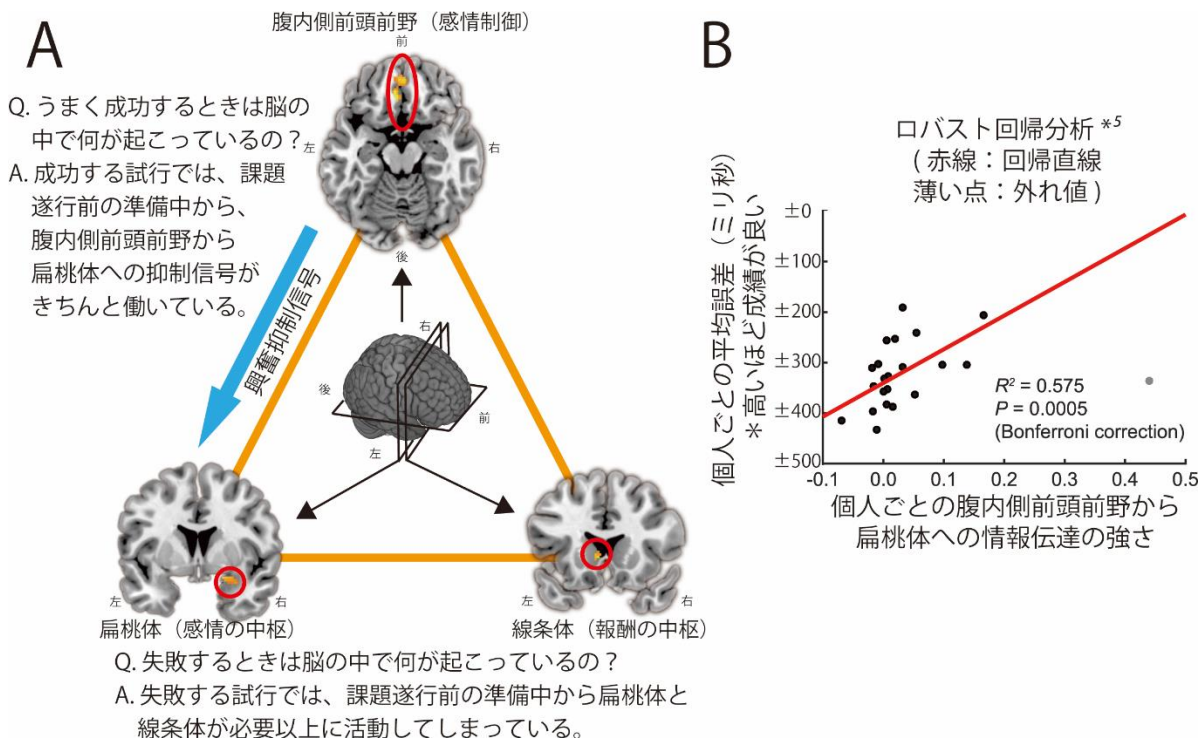 A
腹内側前頭前野（感情制御）
前
左
右
後
Q. うまく成功するときは脳の
中で何が起こっているの？
A. 成功する試行では、課題
遂行前の準備中から、
腹内側前頭前野から
扁桃体への抑制信号が
きちんと働いている。
興奮抑制信号
右
後
前
左
左
右
扁桃体（感情の中枢）
左
右
線条体（報酬の中枢）
Q. 失敗するときは脳の中で何が起こっているの？
A. 失敗する試行では、課題遂行前の準備中から扁桃体と
線条体が必要以上に活動してしまっている。
B
ロバスト回帰分析 *5
( 赤線：回帰直線
薄い点：外れ値 )
個人ごとの平均誤差（ミリ秒）
＊高いほど成績が良い
±0
±100
±200
±300
±400
±500
R² = 0.575
P = 0.0005
(Bonferroni correction)
-0.1 0.0 0.1 0.2 0.3 0.4 0.5
個人ごとの腹内側前頭前野から
扁桃体への情報伝達の強さ